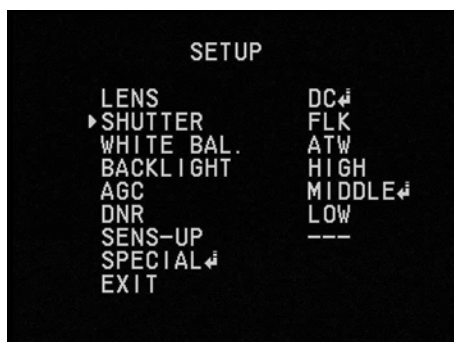 SETUP
LENS DC↲
▶SHUTTER FLK
WHITE BAL. ATW
BACKLIGHT HIGH
AGC MIDDLE↲
DNR LOW
SENS-UP ---
SPECIAL↲
EXIT